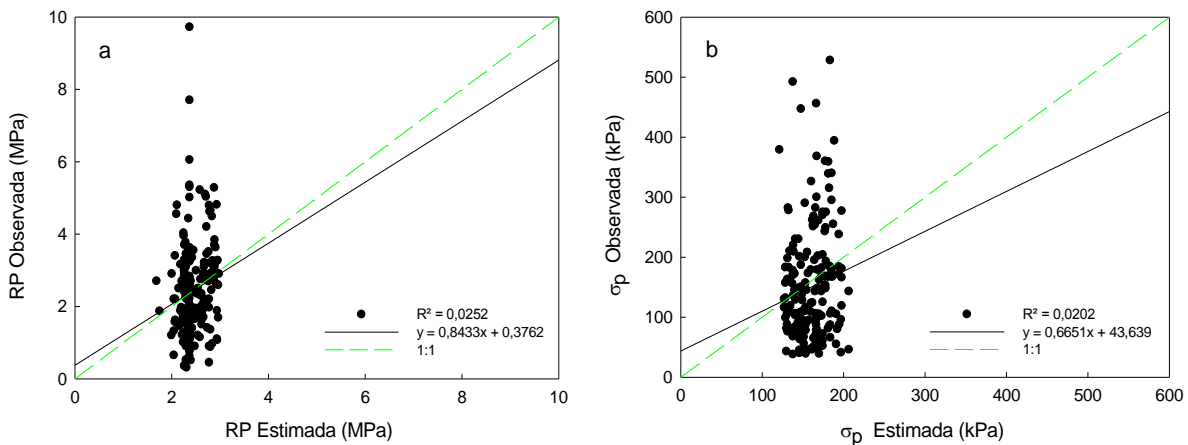 a
RP Observada (MPa)
10
8
6
4
2
0
R² = 0,0252
y = 0,8433x + 0,3762
1:1
0 2 4 6 8 10
RP Estimada (MPa)
b
σp Observada (kPa)
600
500
400
300
200
100
0
R² = 0,0202
y = 0,6651x + 43,639
1:1
0 100 200 300 400 500 600
σp Estimada (kPa)